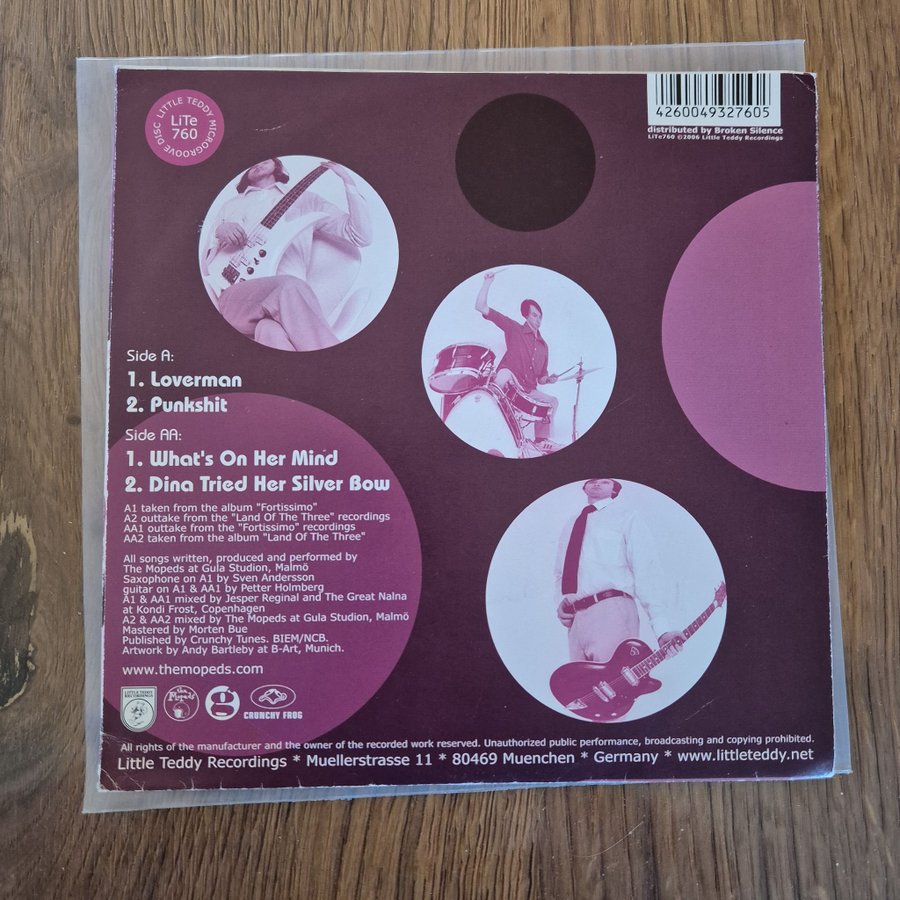 LITTLE TEDDY MICROGROOVE DISC
LiTe
760
4260049327605
distributed by Broken Silence
LiTe760 ©2006 Little Teddy Recordings
Side A:
1. Loverman
2. Punkshit
Side AA:
1. What's On Her Mind
2. Dina Tried Her Silver Bow
A1 taken from the album "Fortissimo"
A2 outtake from the "Land Of The Three" recordings
AA1 outtake from the "Fortissimo" recordings
AA2 taken from the album "Land Of The Three"
All songs written, produced and performed by
The Mopeds at Gula Studion, Malmö
Saxophone on A1 by Sven Andersson
guitar on A1 & AA1 by Petter Holmberg
A1 & AA1 mixed by Jesper Reginal and The Great Nalna
at Kondi Frost, Copenhagen
A2 & AA2 mixed by The Mopeds at Gula Studion, Malmö
Mastered by Morten Bue
Published by Crunchy Tunes. BIEM/NCB.
Artwork by Andy Bartleby at B-Art, Munich.
www.themopeds.com
LITTLE TEDDY
RECORDINGS
the Mopeds
g
CRUNCHY FROG
All rights of the manufacturer and the owner of the recorded work reserved. Unauthorized public performance, broadcasting and copying prohibited.
Little Teddy Recordings * Muellerstrasse 11 * 80469 Muenchen * Germany * www.littleteddy.net